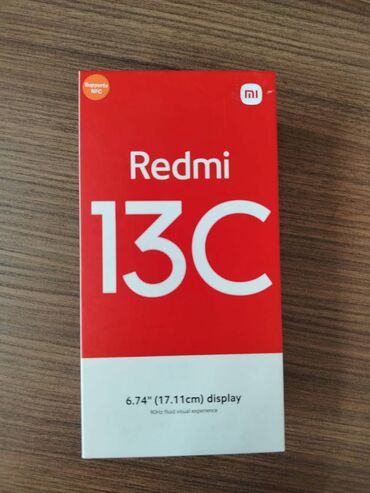 Supports
NFC
mi
Redmi
13C
6.74" (17.11cm) display
90Hz fluid visual experience